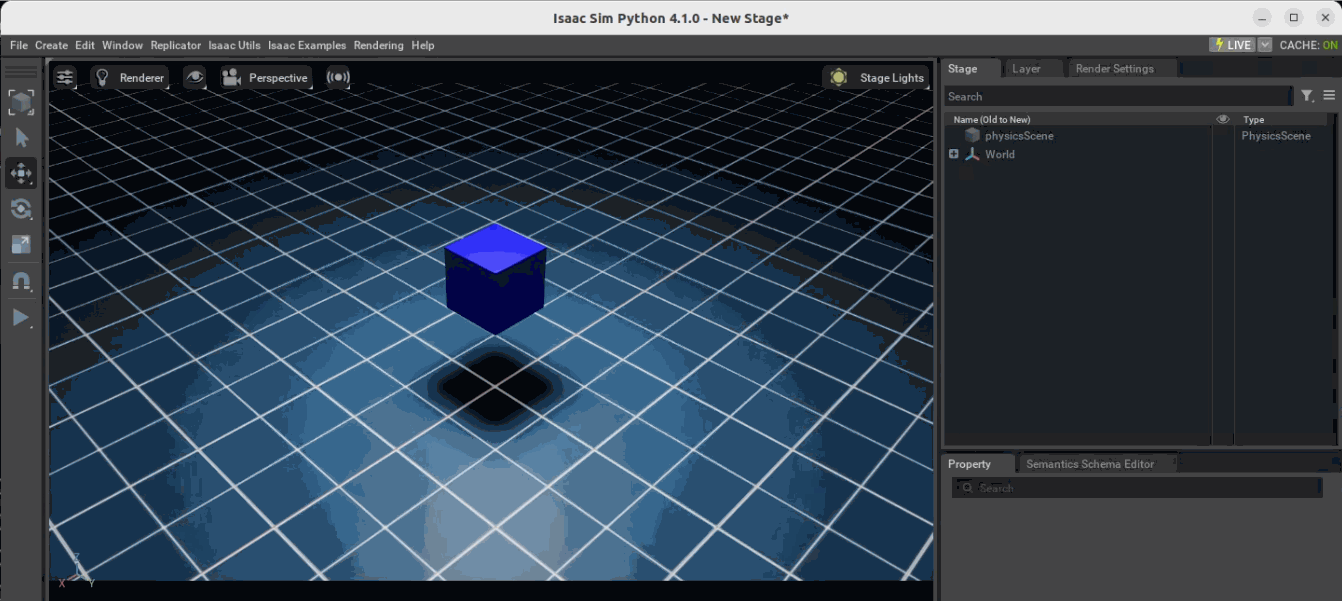 Isaac Sim Python 4.1.0 - New Stage*
File Create Edit Window Replicator Isaac Utils Isaac Examples Rendering Help LIVE CACHE: ON
Renderer Perspective Stage Lights
Stage Layer Render Settings
Search
Name (Old to New) Type
physicsScene PhysicsScene
World
Property Semantics Schema Editor
Search
Z
X Y